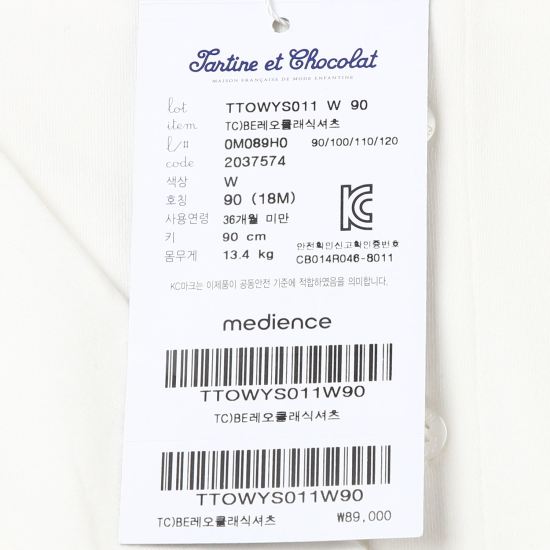 Tartine et Chocolat
MAISON FRANÇAISE DE MODE ENFANTINE
lot TTOWYS011 W 90
item TC)BE레오클래식셔츠
l/# 0M089H0 90/100/110/120
code 2037574
색상 W
호칭 90 (18M)
사용연령 36개월 미만
키 90 cm
몸무게 13.4 kg
안전확인신고확인증번호
CB014R046-8011
KC마크는 이제품이 공동안전 기준에 적합하였음을 의미합니다.
medience
TTOWYS011W90
TC)BE레오클래식셔츠
TTOWYS011W90
TC)BE레오클래식셔츠 ₩89,000